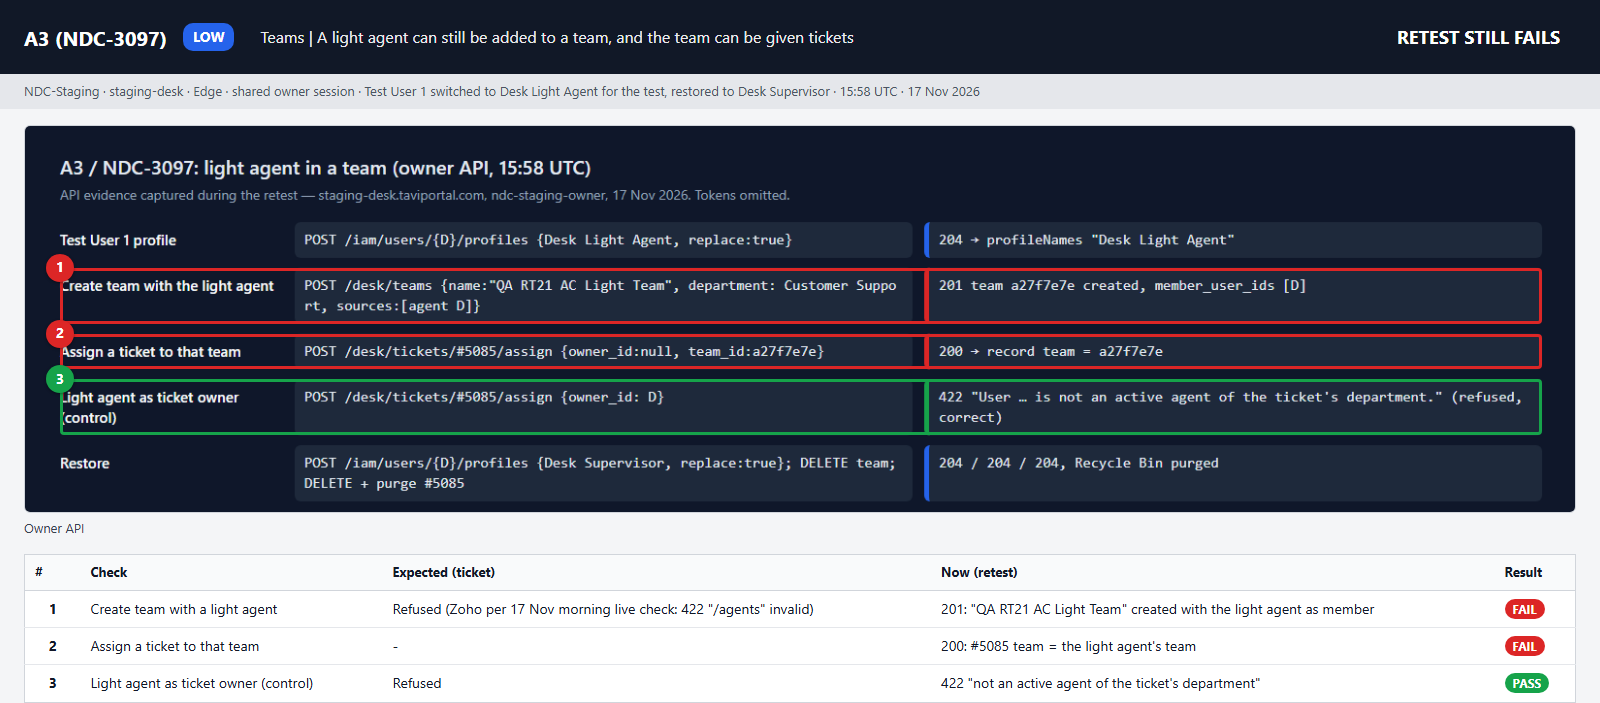 A3 (NDC-3097) LOW Teams | A light agent can still be added to a team, and the team can be given tickets RETEST STILL FAILS
NDC-Staging · staging-desk · Edge · shared owner session · Test User 1 switched to Desk Light Agent for the test, restored to Desk Supervisor · 15:58 UTC · 17 Nov 2026
A3 / NDC-3097: light agent in a team (owner API, 15:58 UTC)
API evidence captured during the retest — staging-desk.taviportal.com, ndc-staging-owner, 17 Nov 2026. Tokens omitted.
Test User 1 profile POST /iam/users/{D}/profiles {Desk Light Agent, replace:true} 204 → profileNames "Desk Light Agent"
1
Create team with the light agent POST /desk/teams {name:"QA RT21 AC Light Team", department: Customer Suppo 201 team a27f7e7e created, member_user_ids [D]
rt, sources:[agent D]}
2
Assign a ticket to that team POST /desk/tickets/#5085/assign {owner_id:null, team_id:a27f7e7e} 200 → record team = a27f7e7e
3
Light agent as ticket owner POST /desk/tickets/#5085/assign {owner_id: D} 422 "User … is not an active agent of the ticket's department." (refused,
(control) correct)
Restore POST /iam/users/{D}/profiles {Desk Supervisor, replace:true}; DELETE team; 204 / 204 / 204, Recycle Bin purged
DELETE + purge #5085
Owner API
# Check Expected (ticket) Now (retest) Result
1 Create team with a light agent Refused (Zoho per 17 Nov morning live check: 422 "/agents" invalid) 201: "QA RT21 AC Light Team" created with the light agent as member FAIL
2 Assign a ticket to that team - 200: #5085 team = the light agent's team FAIL
3 Light agent as ticket owner (control) Refused 422 "not an active agent of the ticket's department" PASS